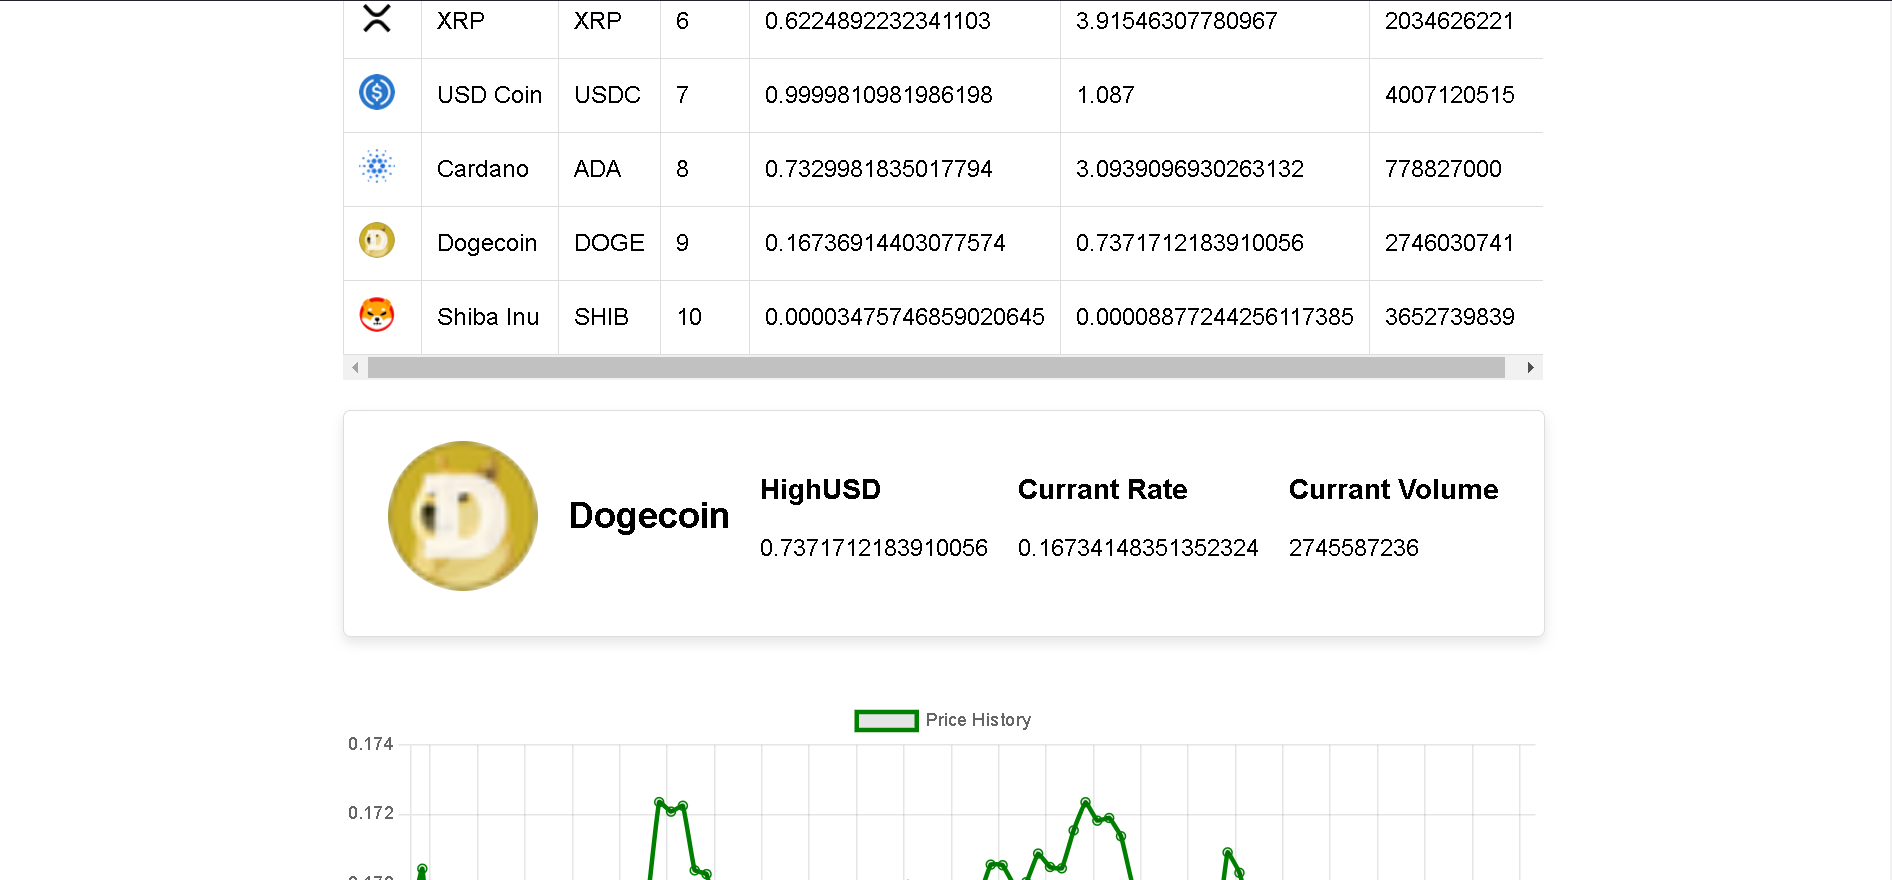 XRP XRP 6 0.6224892232341103 3.91546307780967 2034626221
USD Coin USDC 7 0.9999810981986198 1.087 4007120515
Cardano ADA 8 0.7329981835017794 3.0939096930263132 778827000
Dogecoin DOGE 9 0.16736914403077574 0.7371712183910056 2746030741
Shiba Inu SHIB 10 0.00003475746859020645 0.00008877244256117385 3652739839
Dogecoin
HighUSD Currant Rate Currant Volume
0.7371712183910056 0.16734148351352324 2745587236
Price History
0.174
0.172